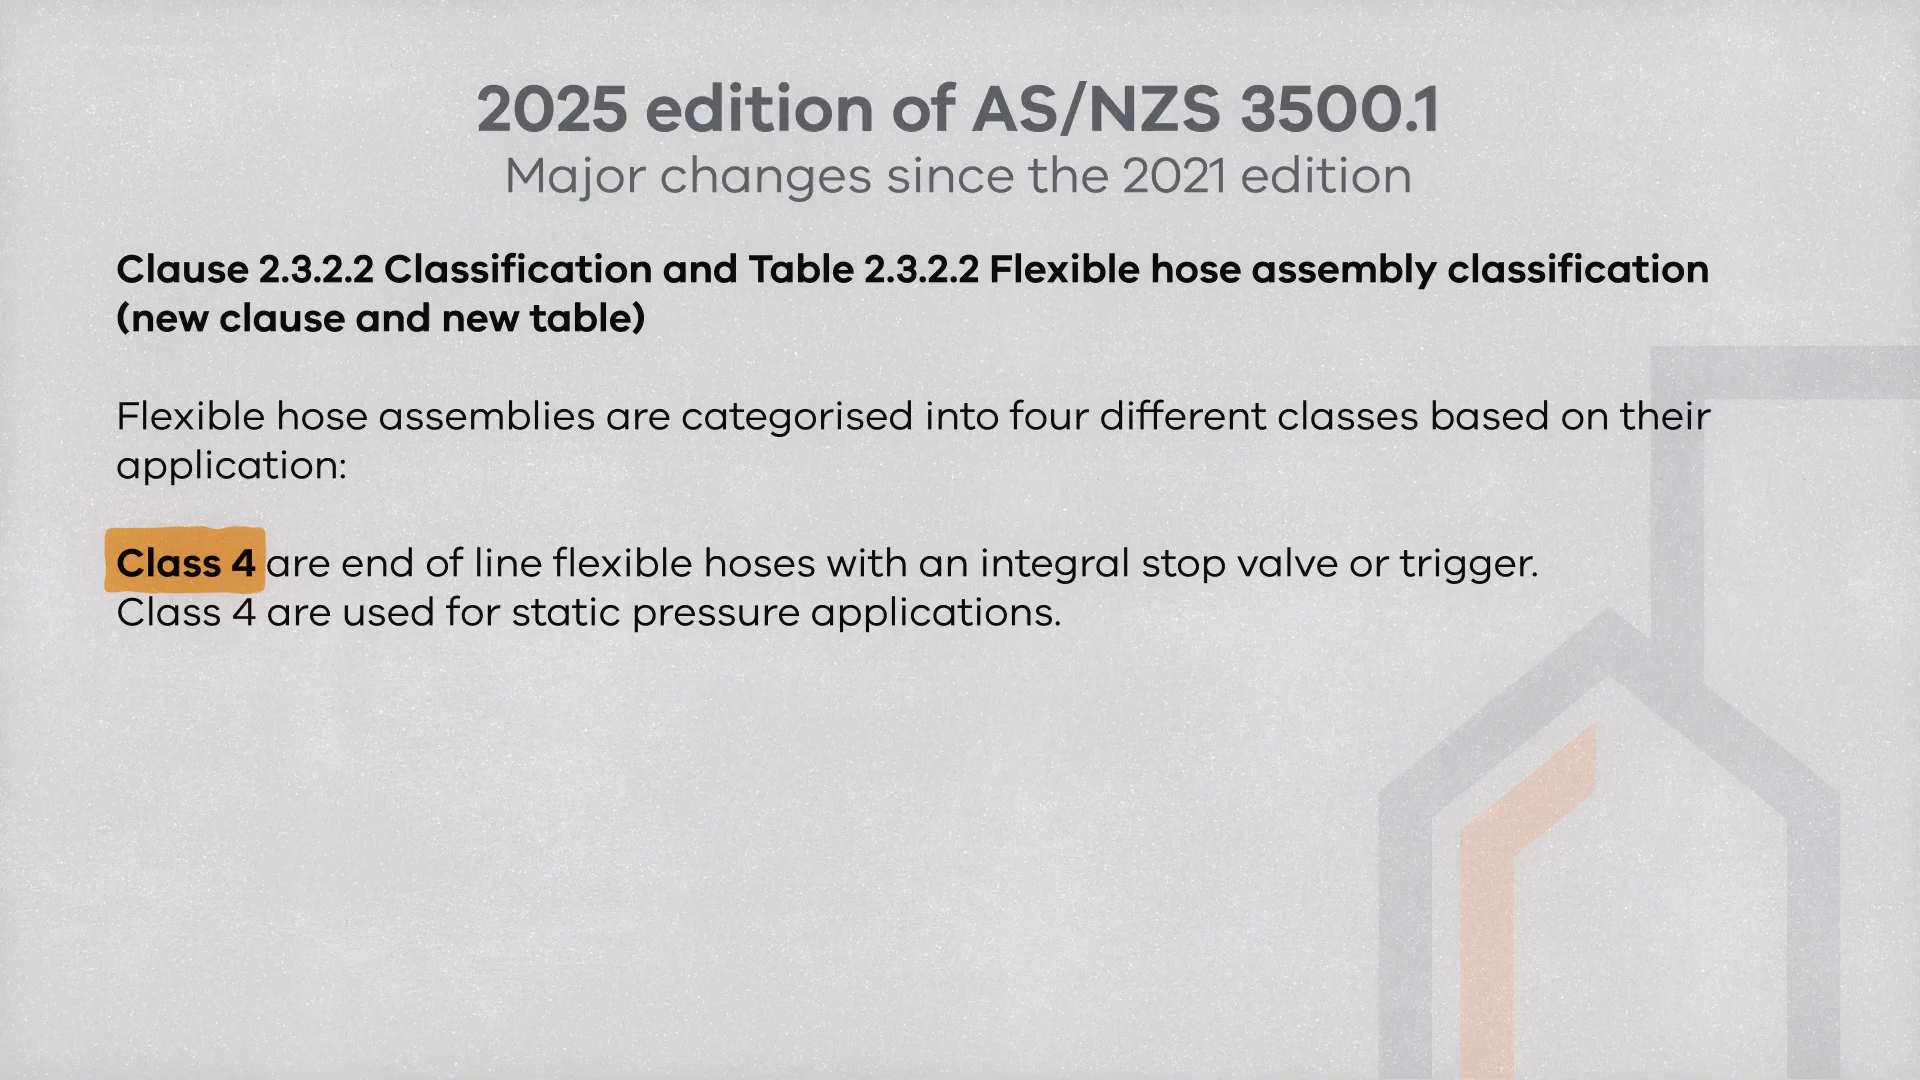 2025 edition of AS/NZS 3500.1
Major changes since the 2021 edition
Clause 2.3.2.2 Classification and Table 2.3.2.2 Flexible hose assembly classification
(new clause and new table)
Flexible hose assemblies are categorised into four different classes based on their
application:
Class 4 are end of line flexible hoses with an integral stop valve or trigger.
Class 4 are used for static pressure applications.